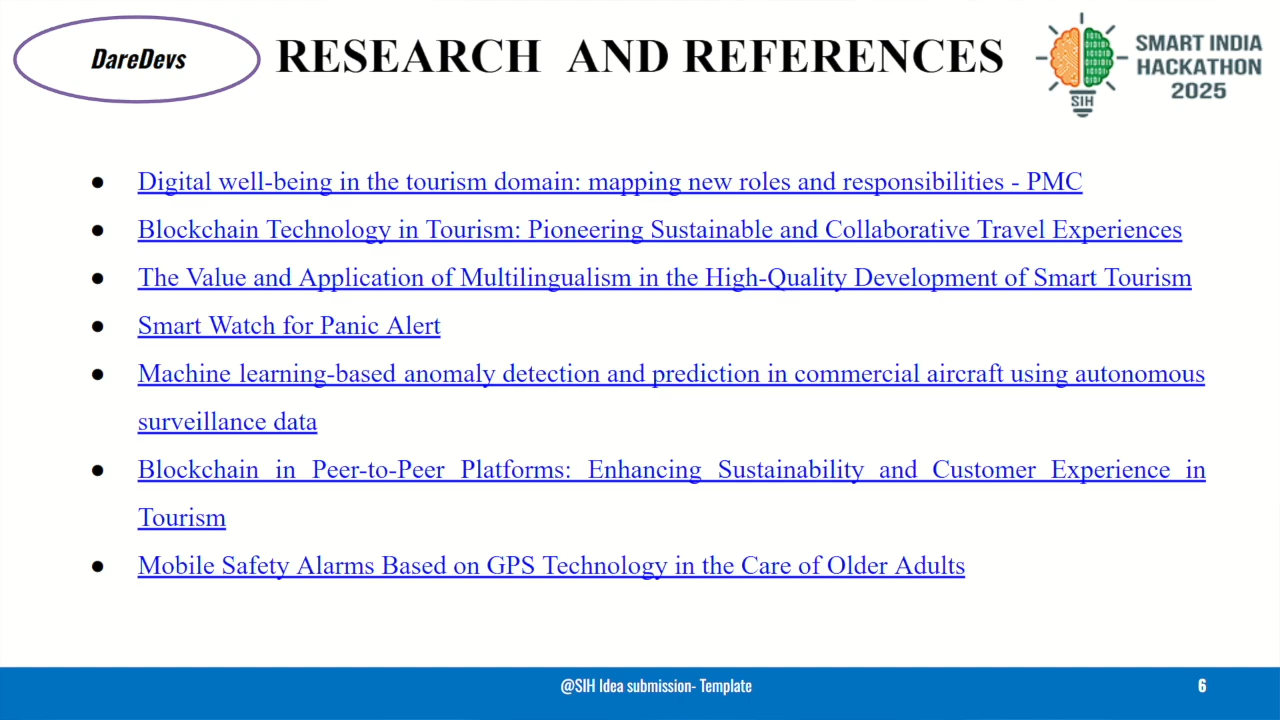 DareDevs
RESEARCH AND REFERENCES
SMART INDIA
HACKATHON
2025
SIH
● Digital well-being in the tourism domain: mapping new roles and responsibilities - PMC
● Blockchain Technology in Tourism: Pioneering Sustainable and Collaborative Travel Experiences
● The Value and Application of Multilingualism in the High-Quality Development of Smart Tourism
● Smart Watch for Panic Alert
● Machine learning-based anomaly detection and prediction in commercial aircraft using autonomous
surveillance data
● Blockchain in Peer-to-Peer Platforms: Enhancing Sustainability and Customer Experience in
Tourism
● Mobile Safety Alarms Based on GPS Technology in the Care of Older Adults
@SIH Idea submission- Template
6